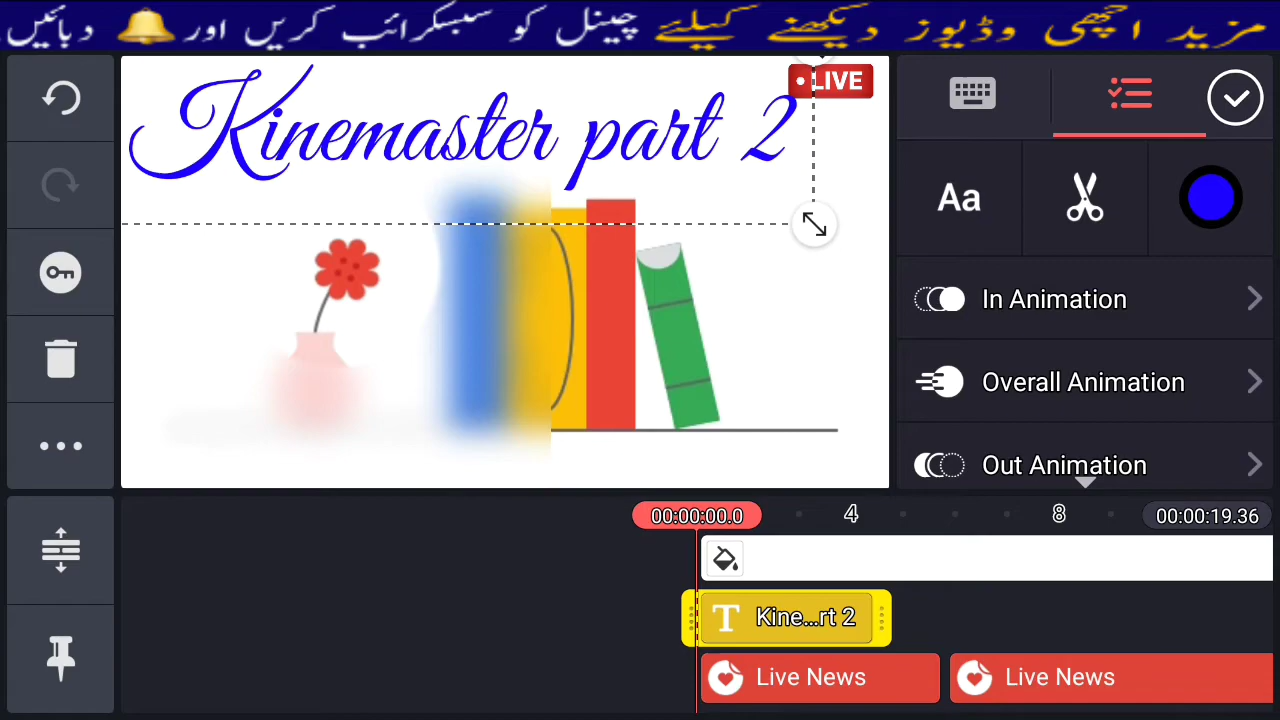 مزید اچھی وڈیوز دیکھنے کیلئے چینل کو سبسکرائب کریں اور🔔 دبائیں.
Kinemaster part 2
LIVE
Aa
In Animation
Overall Animation
Out Animation
00:00:00.0 4 8 00:00:19.36
T Kine...rt 2
Live News Live News